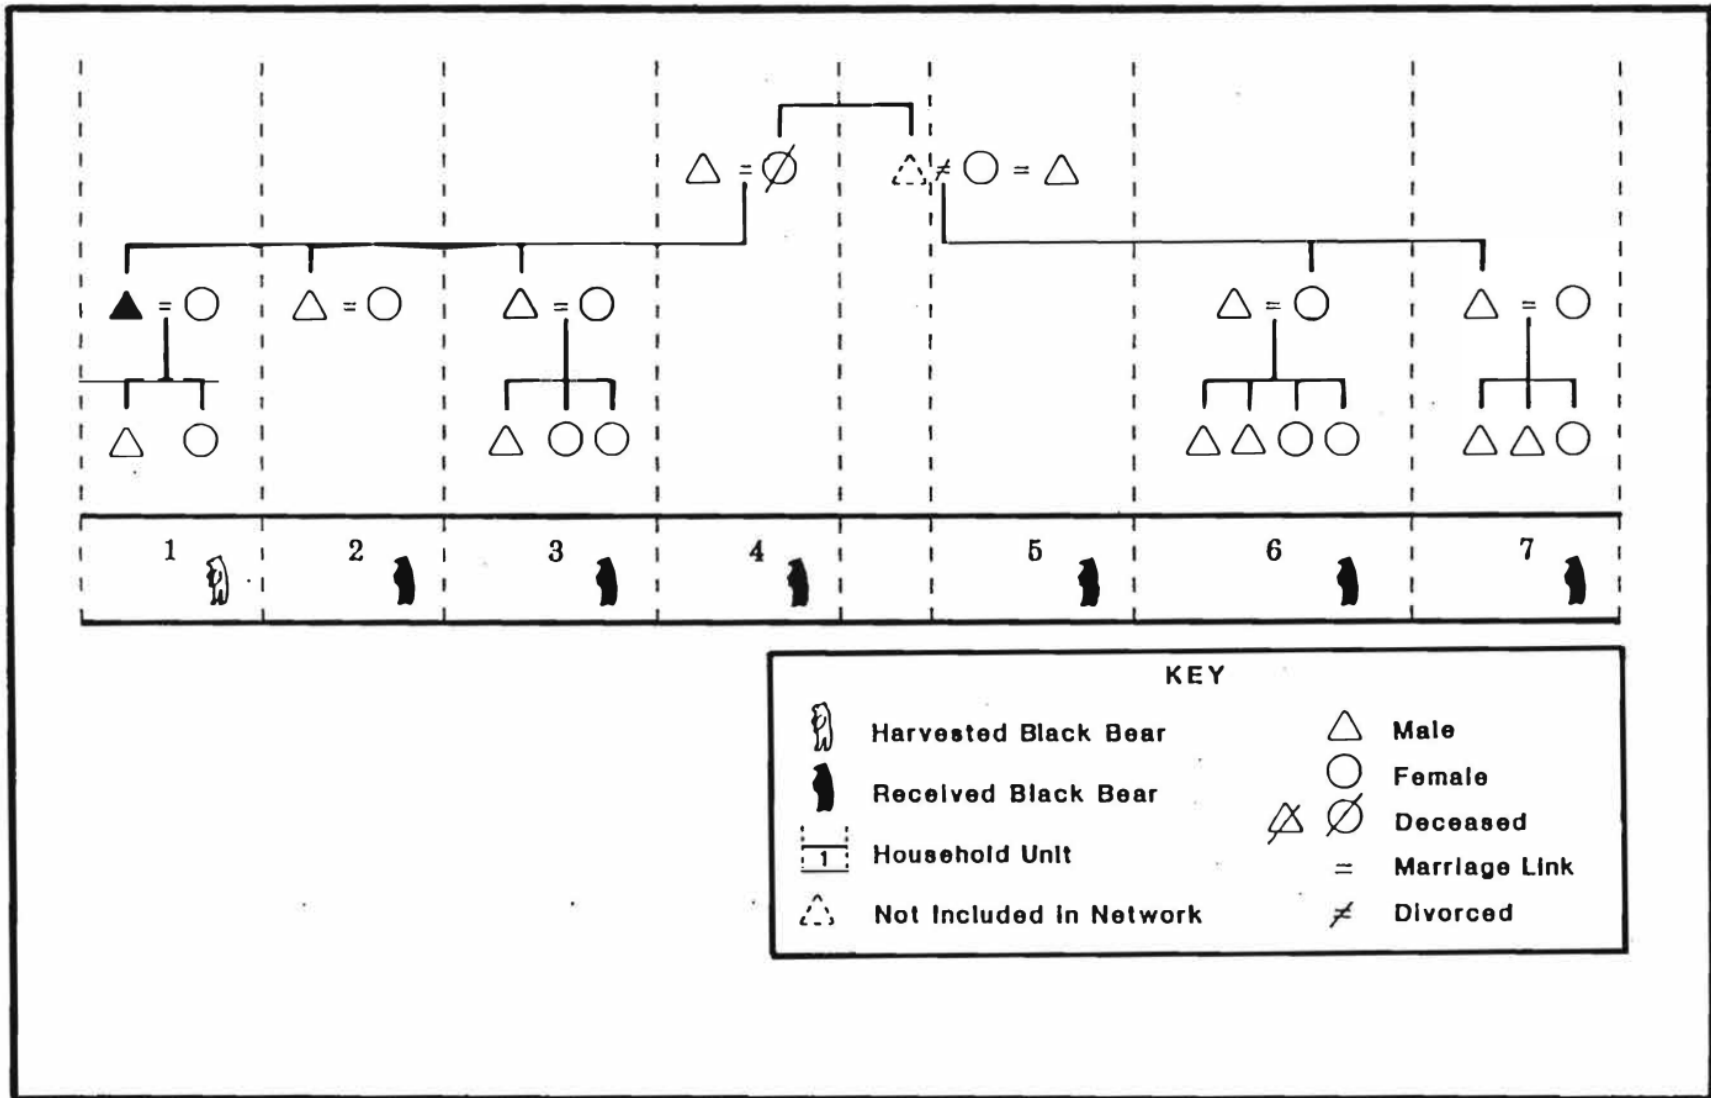 1 2 3 4 5 6 7
KEY
Harvested Black Bear
Received Black Bear
1 Household Unit
Not Included in Network
Male
Female
Deceased
= Marriage Link
≠ Divorced